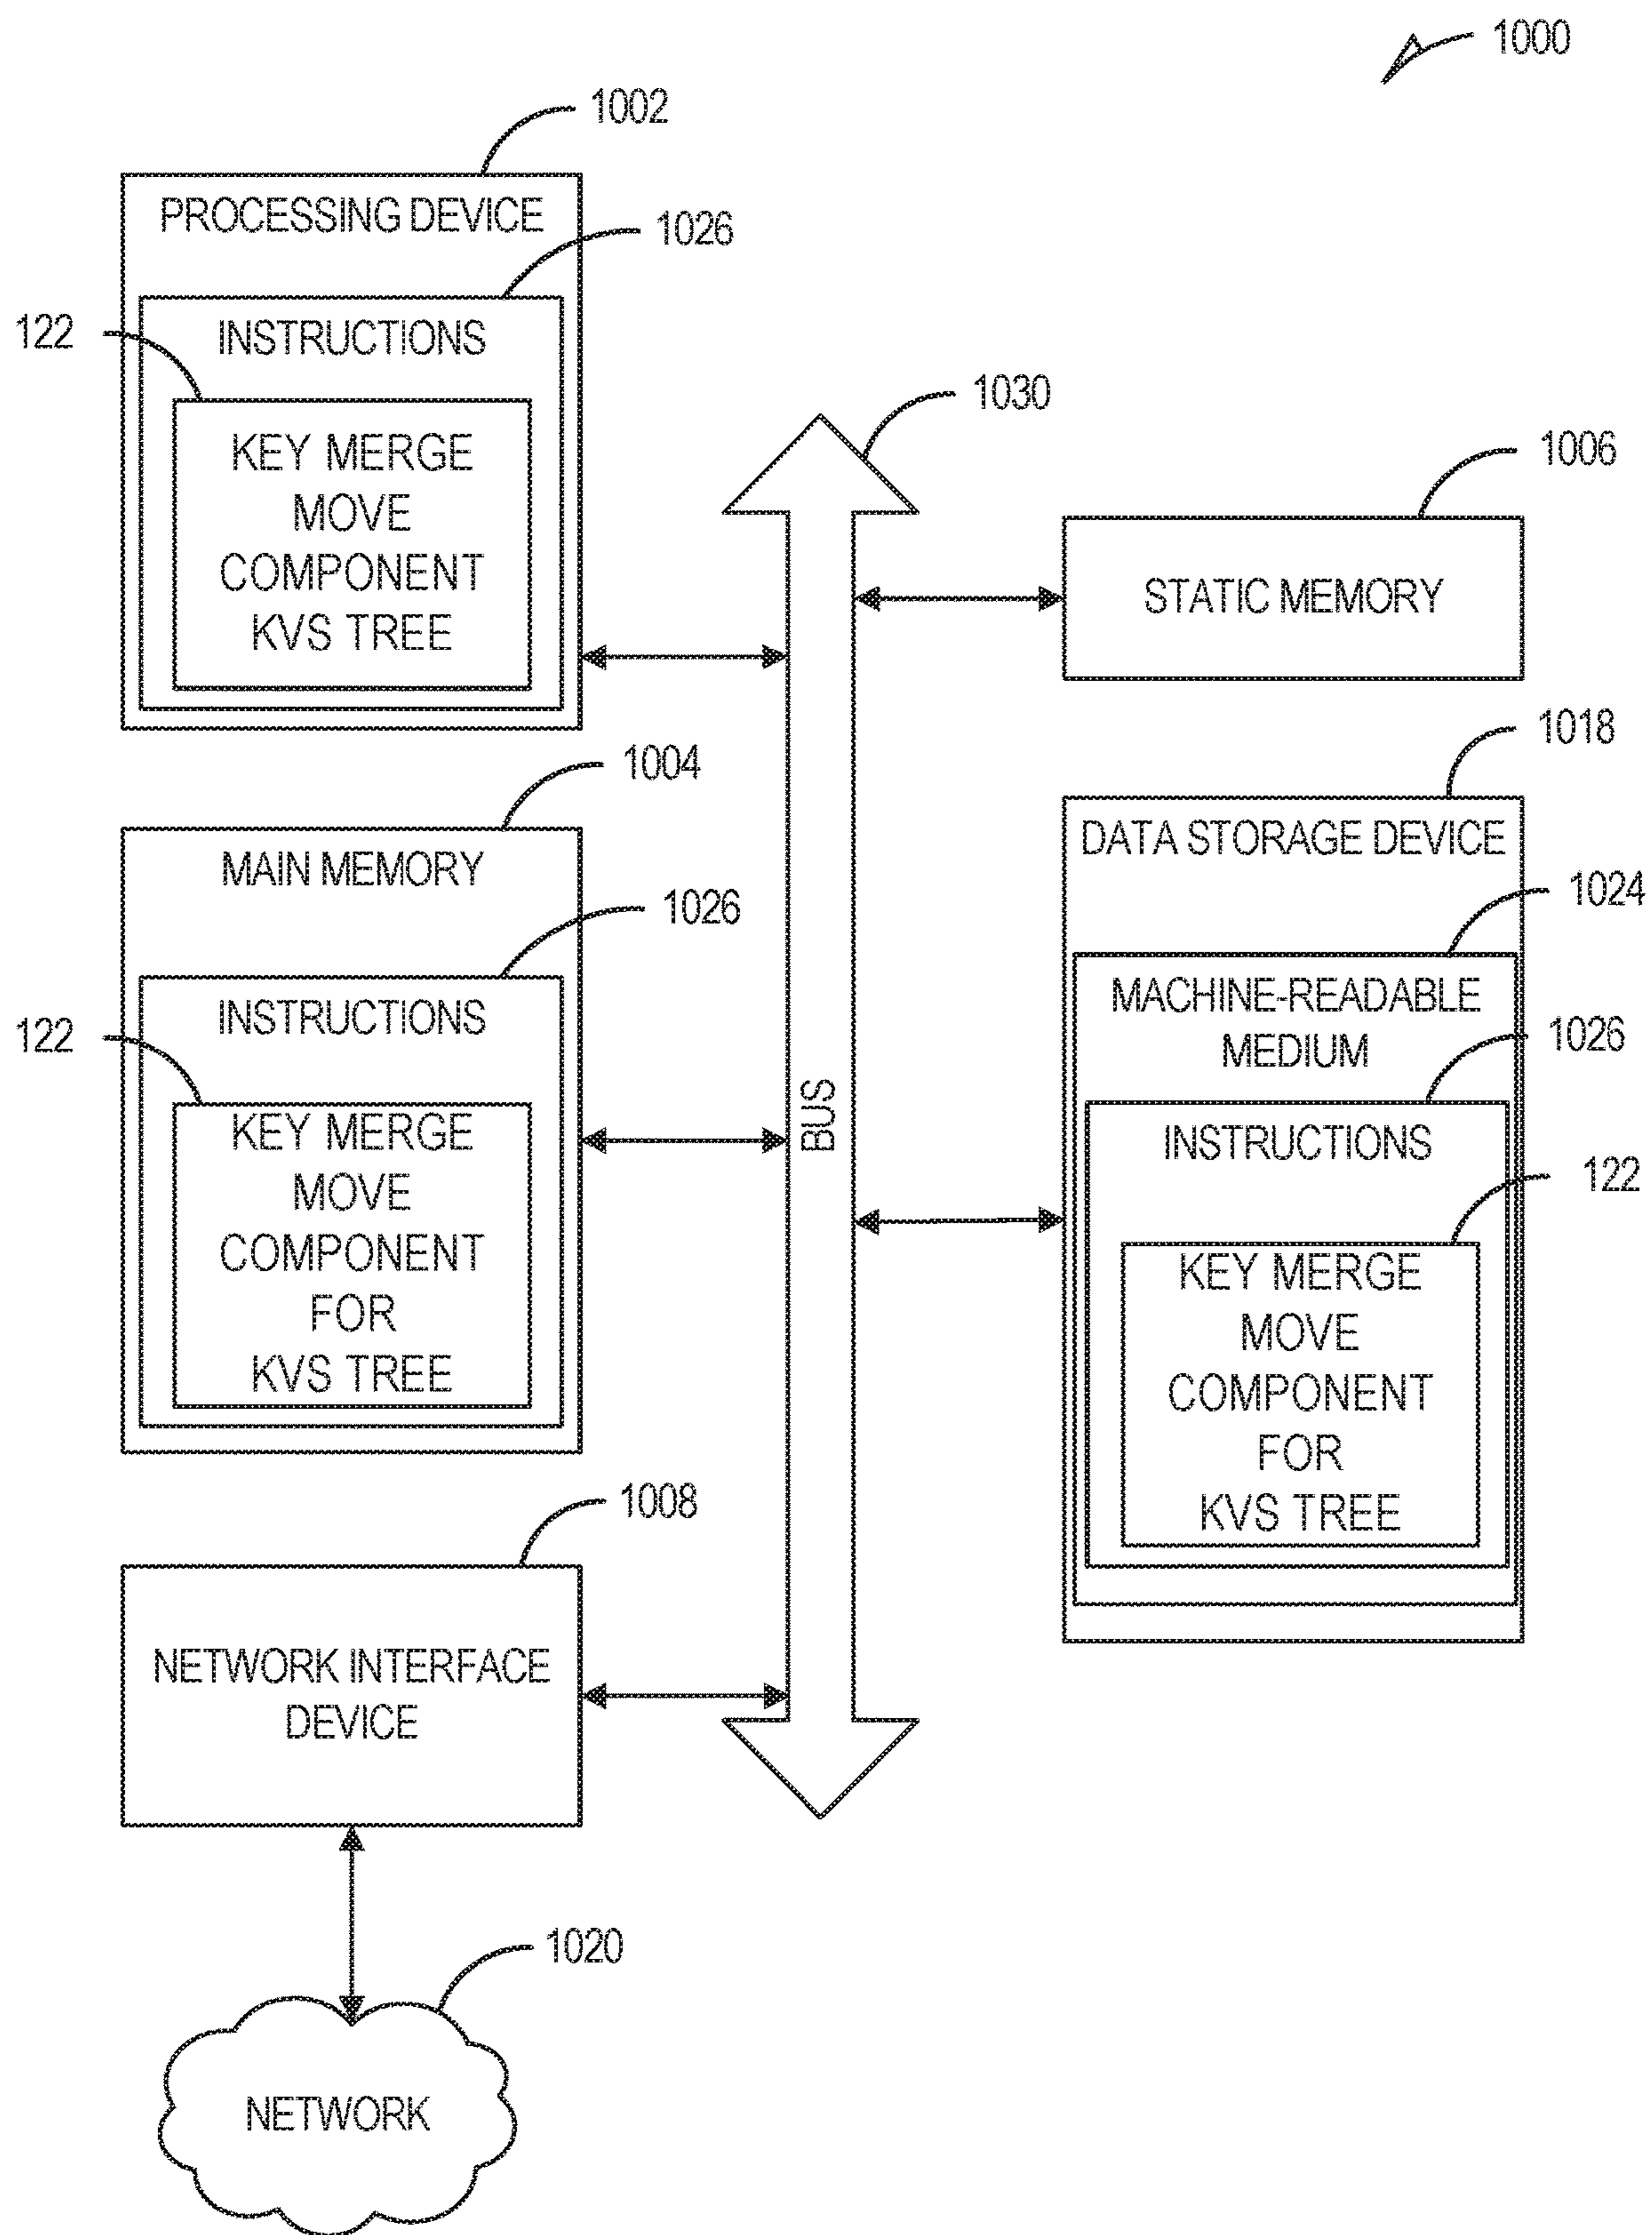 1000
1002
PROCESSING DEVICE
1026
INSTRUCTIONS
122
KEY MERGE
MOVE
COMPONENT
KVS TREE
1030
BUS
1006
STATIC MEMORY
1004
MAIN MEMORY
1026
INSTRUCTIONS
122
KEY MERGE
MOVE
COMPONENT
FOR
KVS TREE
1018
DATA STORAGE DEVICE
1024
MACHINE-READABLE
MEDIUM
1026
INSTRUCTIONS
122
KEY MERGE
MOVE
COMPONENT
FOR
KVS TREE
1008
NETWORK INTERFACE
DEVICE
1020
NETWORK